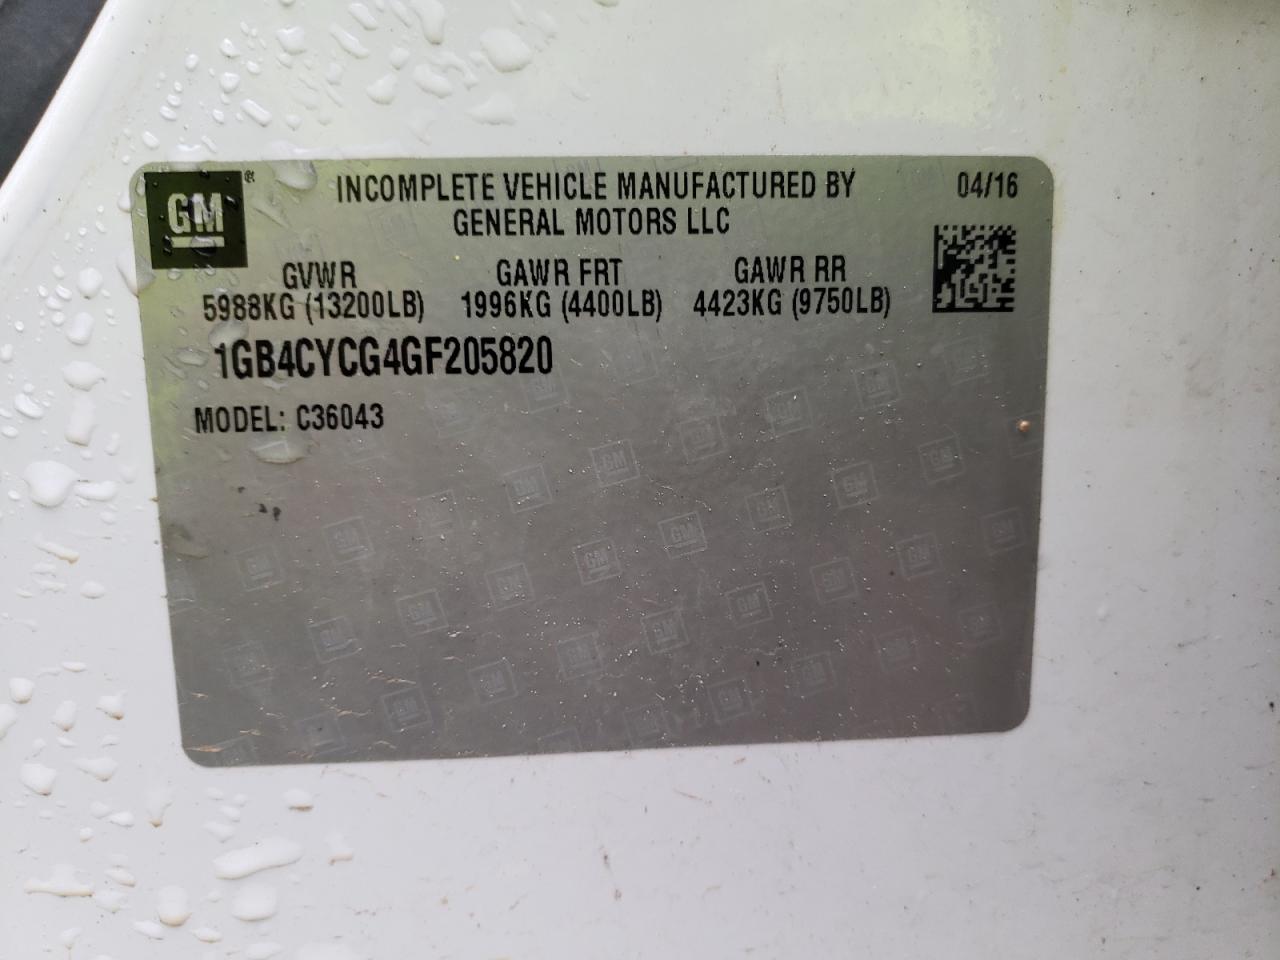 GM®
INCOMPLETE VEHICLE MANUFACTURED BY
GENERAL MOTORS LLC
04/16
GVWR GAWR FRT GAWR RR
5988KG (13200LB) 1996KG (4400LB) 4423KG (9750LB)
1GB4CYCG4GF205820
MODEL: C36043